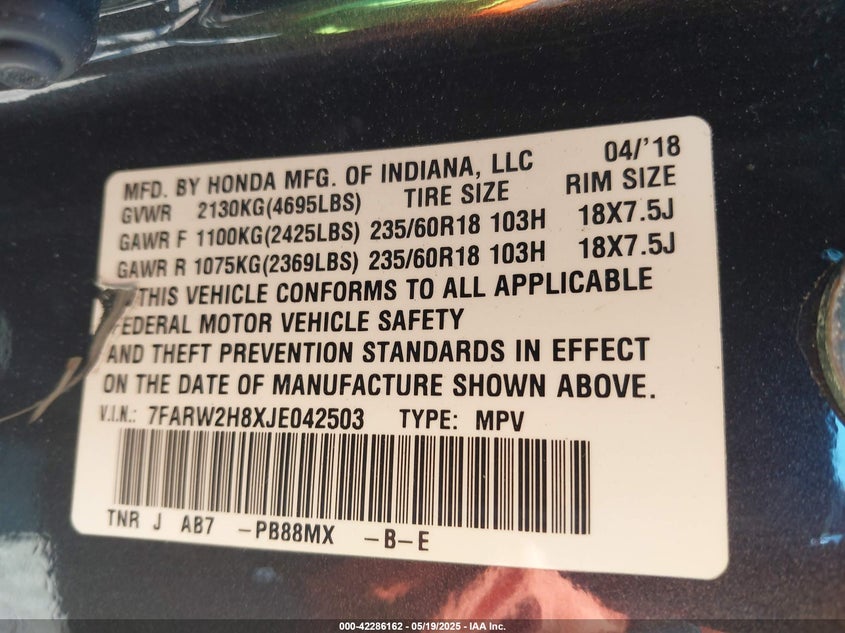 MFD. BY HONDA MFG. OF INDIANA, LLC 04/'18
GVWR 2130KG(4695LBS) TIRE SIZE RIM SIZE
GAWR F 1100KG(2425LBS) 235/60R18 103H 18X7.5J
GAWR R 1075KG(2369LBS) 235/60R18 103H 18X7.5J
THIS VEHICLE CONFORMS TO ALL APPLICABLE
FEDERAL MOTOR VEHICLE SAFETY
AND THEFT PREVENTION STANDARDS IN EFFECT
ON THE DATE OF MANUFACTURE SHOWN ABOVE.
V.I.N.: 7FARW2H8XJE042503 TYPE: MPV
TNR J AB7 -PB88MX -B-E
000-42286162 - 05/19/2025 - IAA Inc.